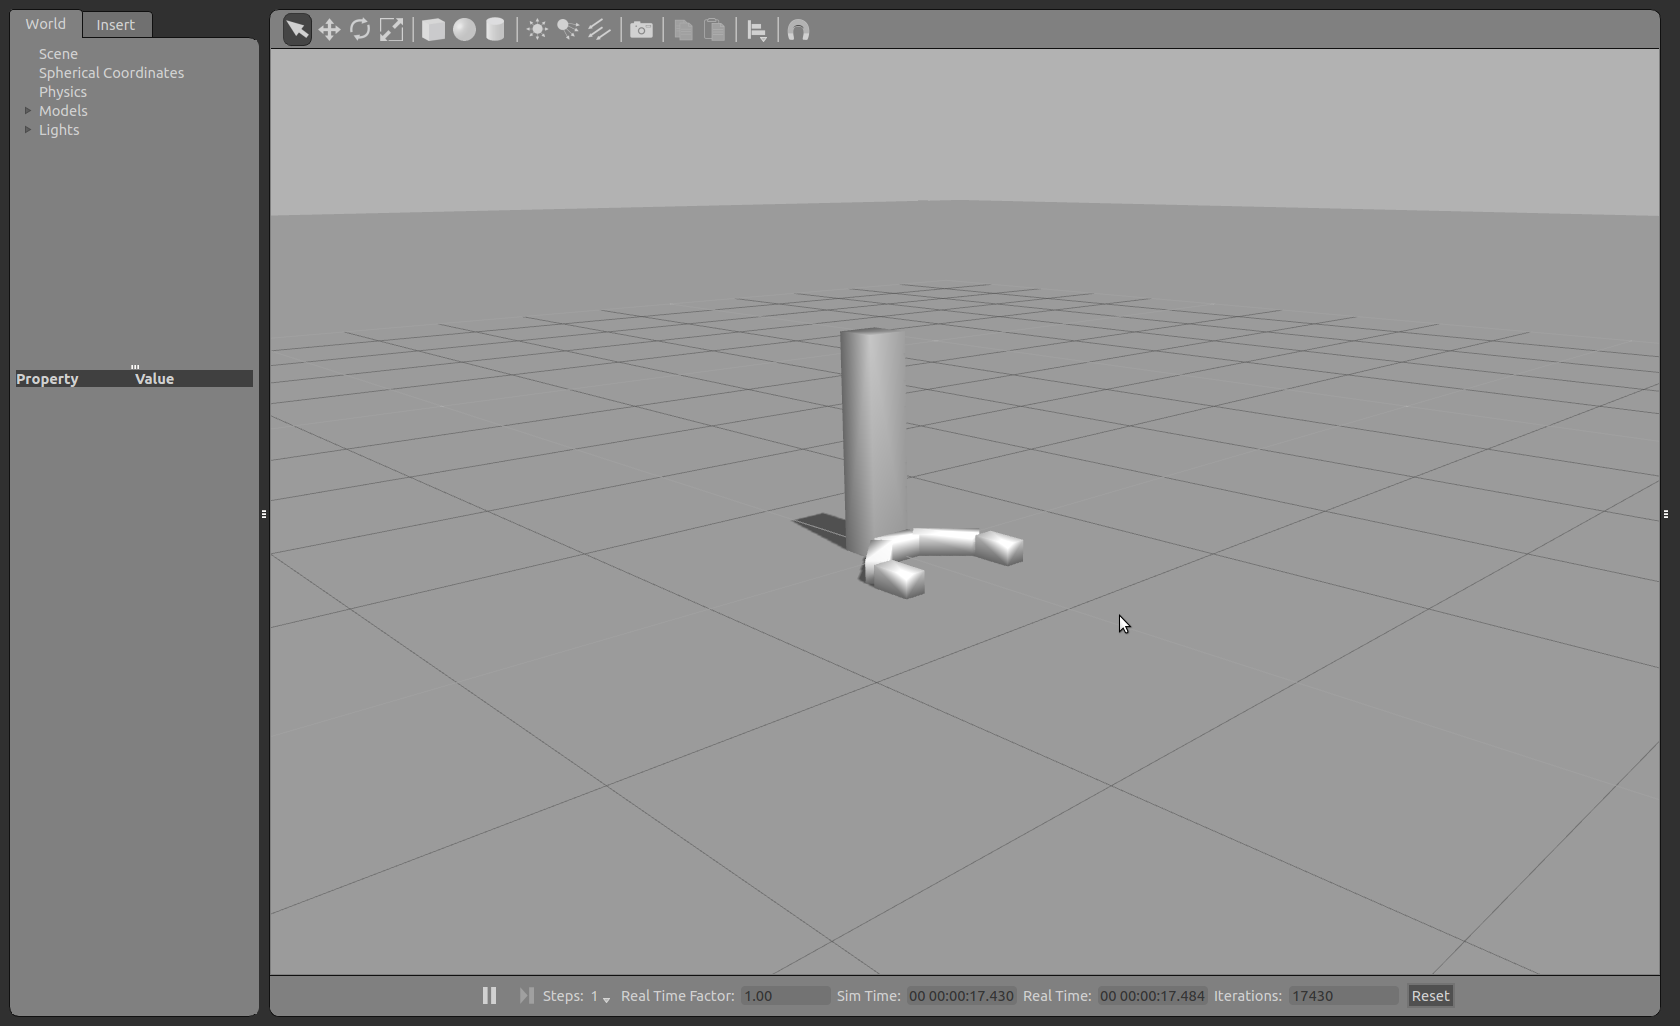 World Insert
Scene
Spherical Coordinates
Physics
Models
Lights
Property Value
Steps: 1 Real Time Factor: 1.00 Sim Time: 00 00:00:17.430 Real Time: 00 00:00:17.484 Iterations: 17430 Reset